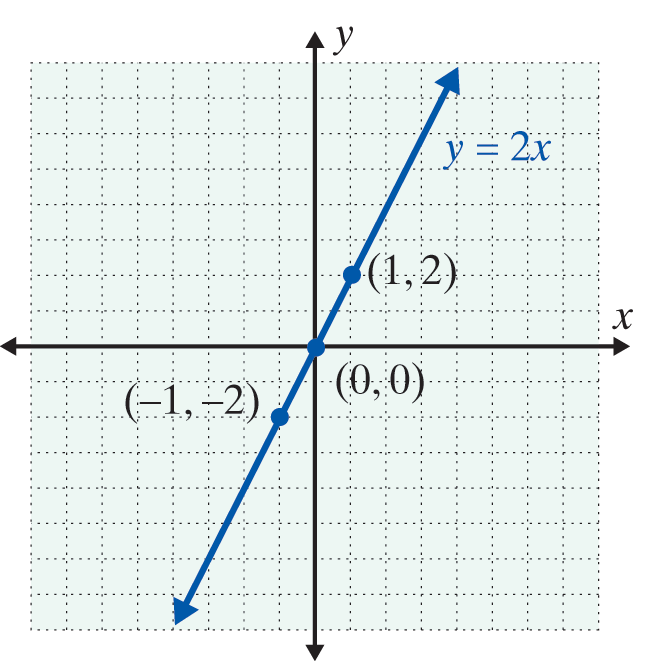 y
y = 2x
(1, 2)
x
(0, 0)
(–1, –2)